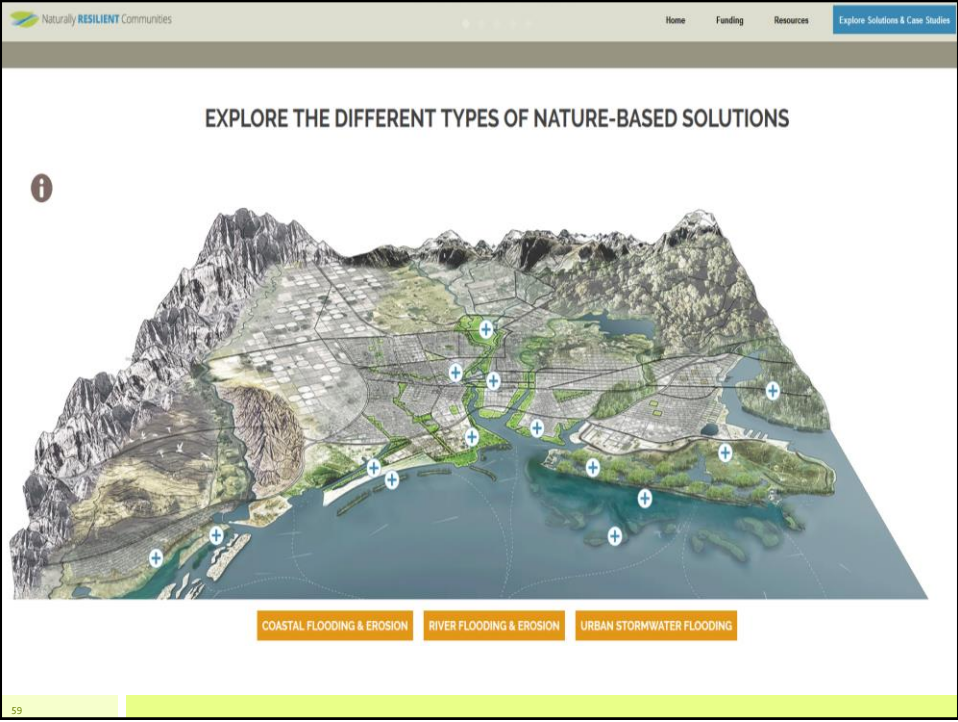 Naturally RESILIENT Communities
Home Funding Resources Explore Solutions & Case Studies
EXPLORE THE DIFFERENT TYPES OF NATURE-BASED SOLUTIONS
COASTAL FLOODING & EROSION RIVER FLOODING & EROSION URBAN STORMWATER FLOODING
59